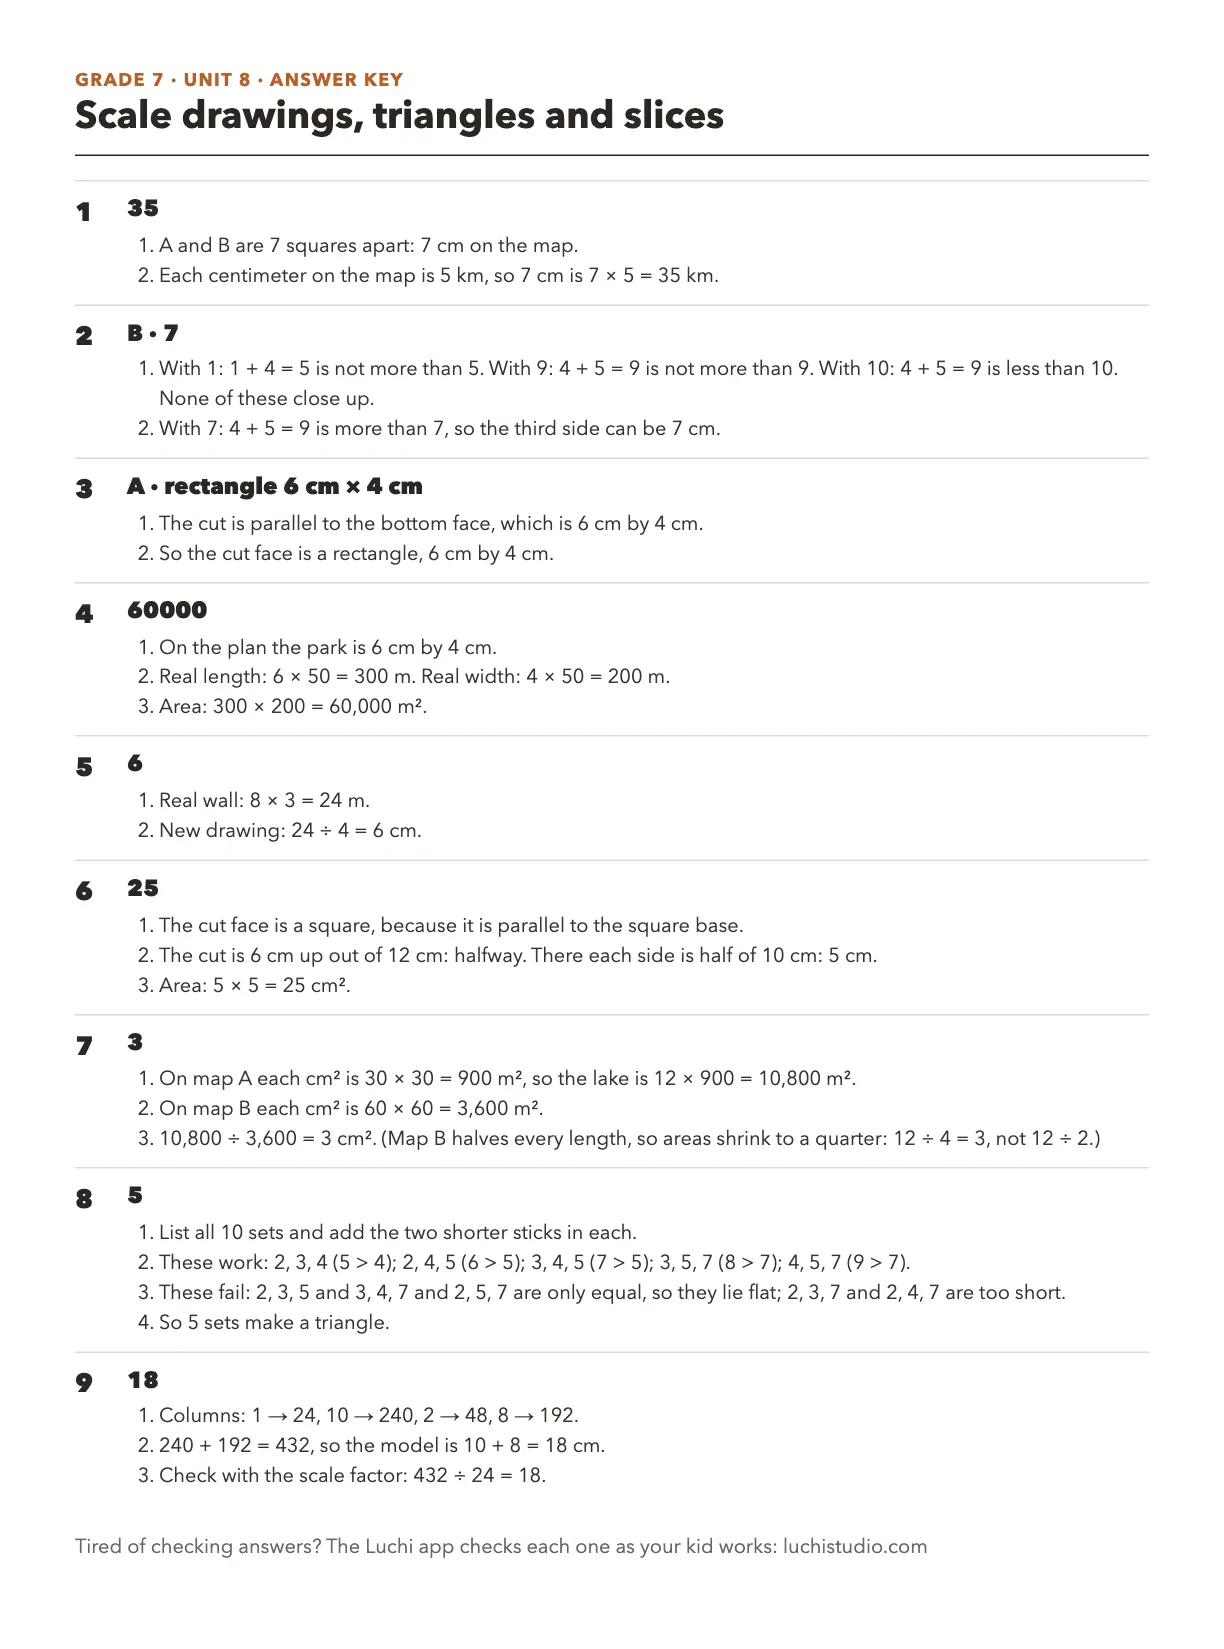 GRADE 7 · UNIT 8 · ANSWER KEY
Scale drawings, triangles and slices
1 35
1. A and B are 7 squares apart: 7 cm on the map.
2. Each centimeter on the map is 5 km, so 7 cm is 7 × 5 = 35 km.
2 B · 7
1. With 1: 1 + 4 = 5 is not more than 5. With 9: 4 + 5 = 9 is not more than 9. With 10: 4 + 5 = 9 is less than 10.
None of these close up.
2. With 7: 4 + 5 = 9 is more than 7, so the third side can be 7 cm.
3 A · rectangle 6 cm × 4 cm
1. The cut is parallel to the bottom face, which is 6 cm by 4 cm.
2. So the cut face is a rectangle, 6 cm by 4 cm.
4 60000
1. On the plan the park is 6 cm by 4 cm.
2. Real length: 6 × 50 = 300 m. Real width: 4 × 50 = 200 m.
3. Area: 300 × 200 = 60,000 m².
5 6
1. Real wall: 8 × 3 = 24 m.
2. New drawing: 24 ÷ 4 = 6 cm.
6 25
1. The cut face is a square, because it is parallel to the square base.
2. The cut is 6 cm up out of 12 cm: halfway. There each side is half of 10 cm: 5 cm.
3. Area: 5 × 5 = 25 cm².
7 3
1. On map A each cm² is 30 × 30 = 900 m², so the lake is 12 × 900 = 10,800 m².
2. On map B each cm² is 60 × 60 = 3,600 m².
3. 10,800 ÷ 3,600 = 3 cm². (Map B halves every length, so areas shrink to a quarter: 12 ÷ 4 = 3, not 12 ÷ 2.)
8 5
1. List all 10 sets and add the two shorter sticks in each.
2. These work: 2, 3, 4 (5 > 4); 2, 4, 5 (6 > 5); 3, 4, 5 (7 > 5); 3, 5, 7 (8 > 7); 4, 5, 7 (9 > 7).
3. These fail: 2, 3, 5 and 3, 4, 7 and 2, 5, 7 are only equal, so they lie flat; 2, 3, 7 and 2, 4, 7 are too short.
4. So 5 sets make a triangle.
9 18
1. Columns: 1 → 24, 10 → 240, 2 → 48, 8 → 192.
2. 240 + 192 = 432, so the model is 10 + 8 = 18 cm.
3. Check with the scale factor: 432 ÷ 24 = 18.
Tired of checking answers? The Luchi app checks each one as your kid works: luchistudio.com